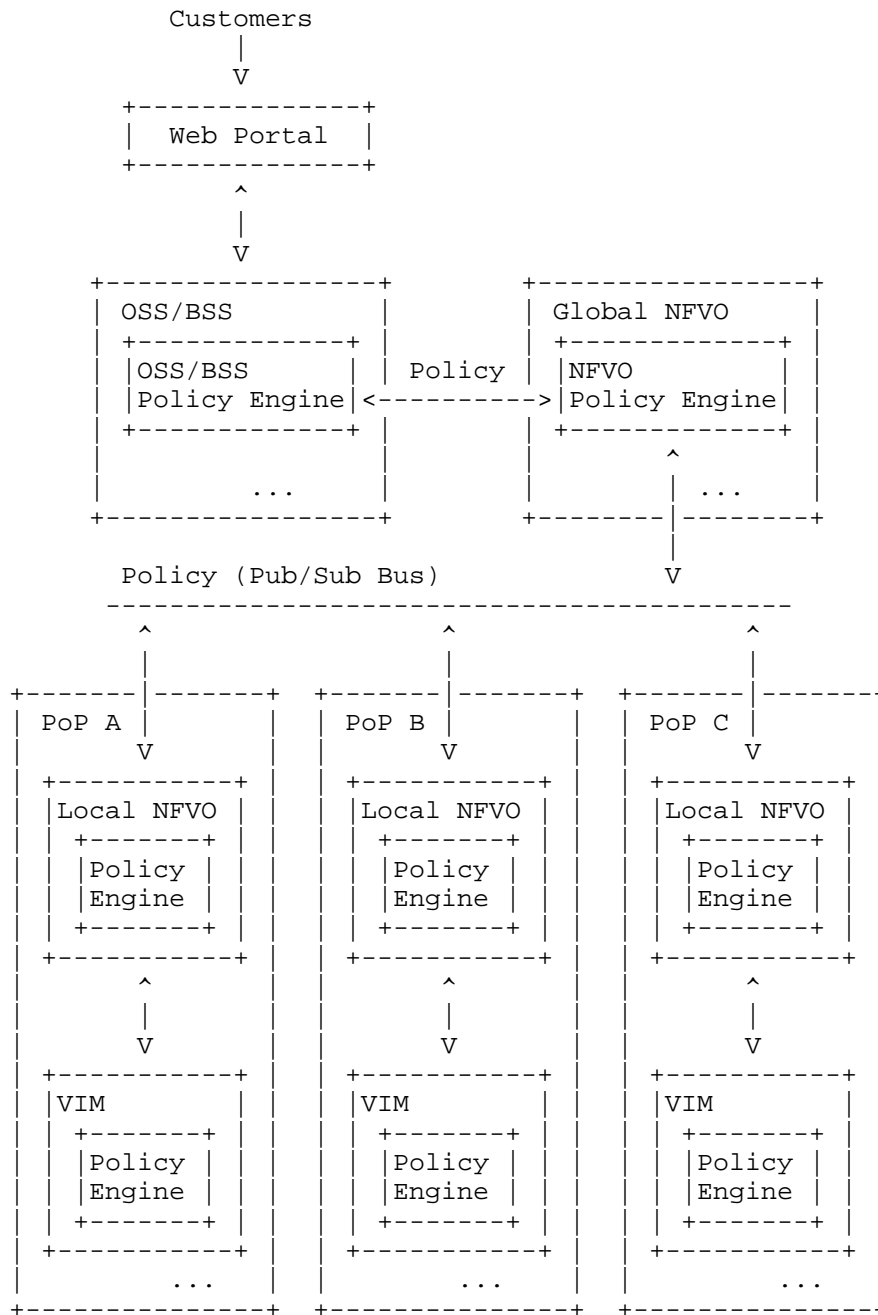 Customers
Web Portal
OSS/BSS Global NFVO
OSS/BSS Policy NFVO
Policy Engine Policy Engine
... ...
Policy (Pub/Sub Bus)
PoP A PoP B PoP C
Local NFVO Local NFVO Local NFVO
Policy Policy Policy
Engine Engine Engine
VIM VIM VIM
Policy Policy Policy
Engine Engine Engine
... ... ...